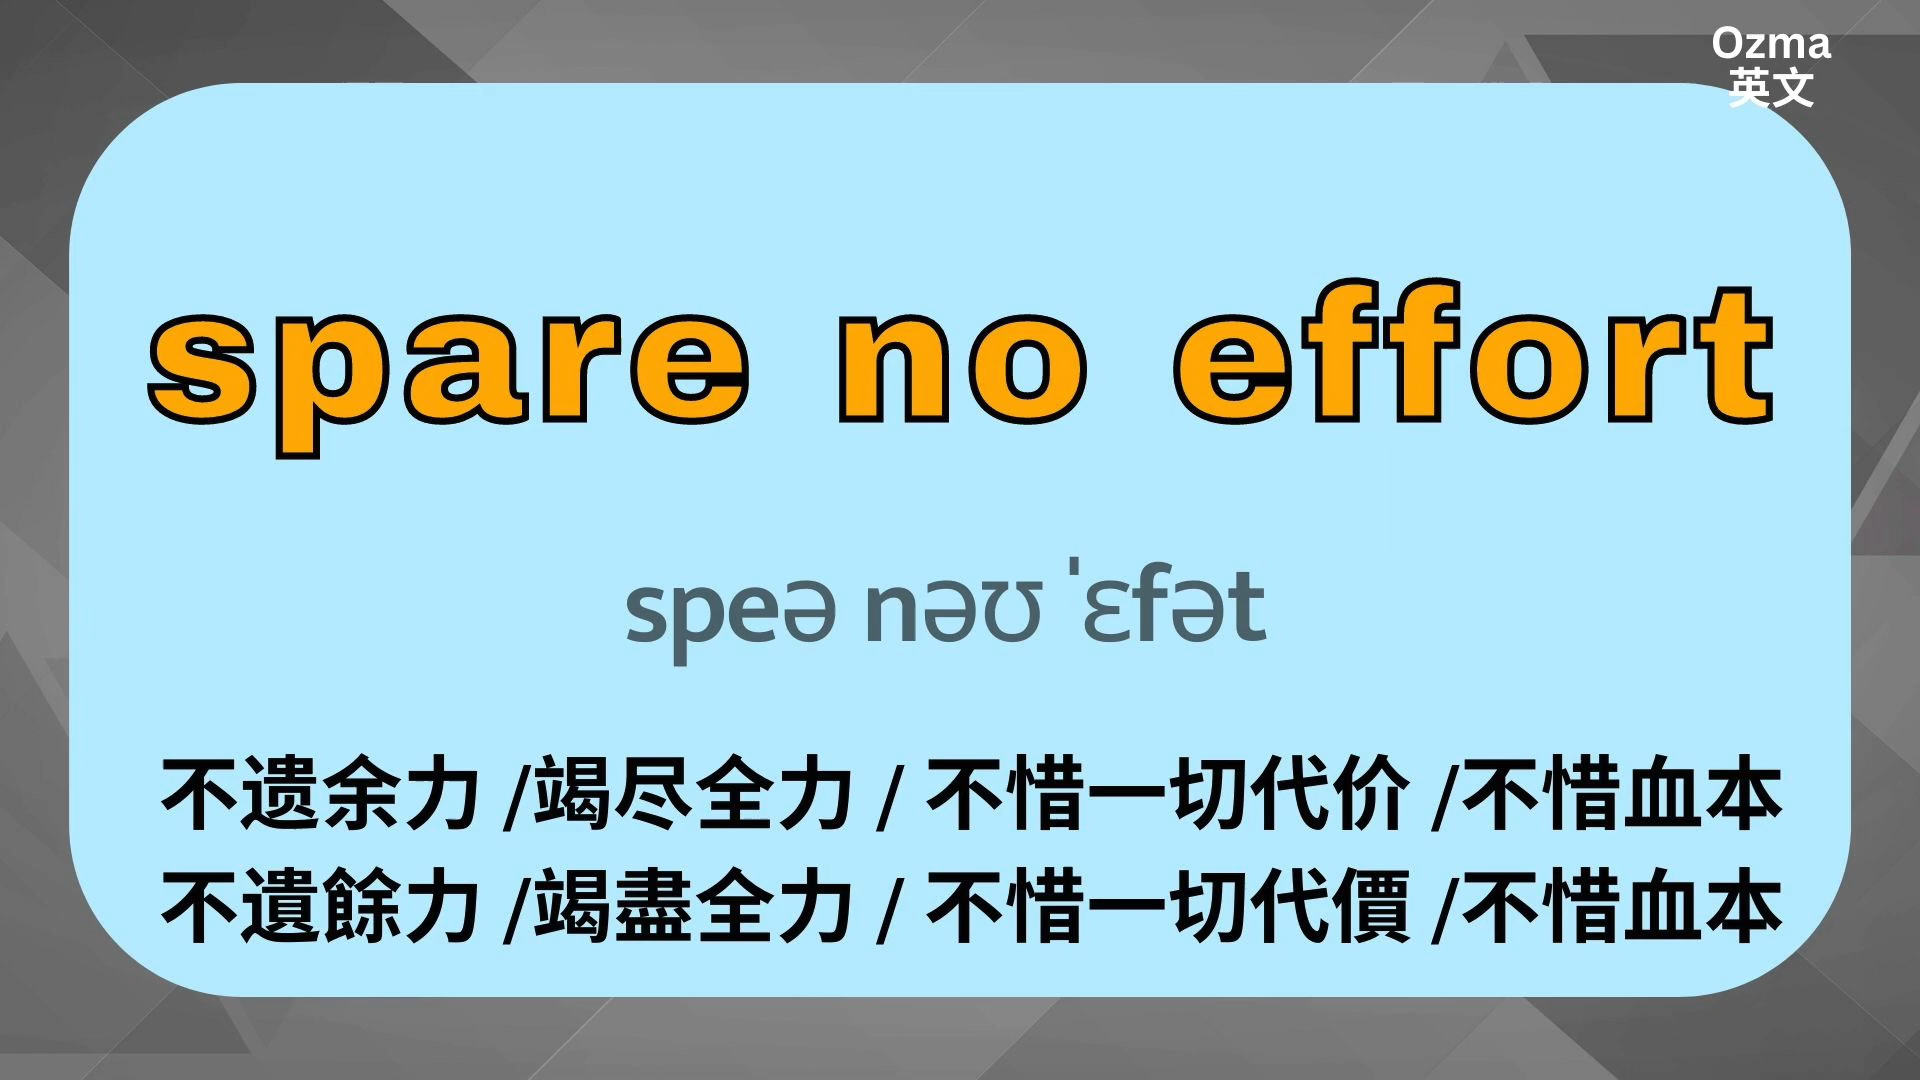 Ozma
英文
spare no effort
speə nəʊ ˈɛfət
不遗余力 /竭尽全力 / 不惜一切代价 /不惜血本
不遺餘力 /竭盡全力 / 不惜一切代價 /不惜血本